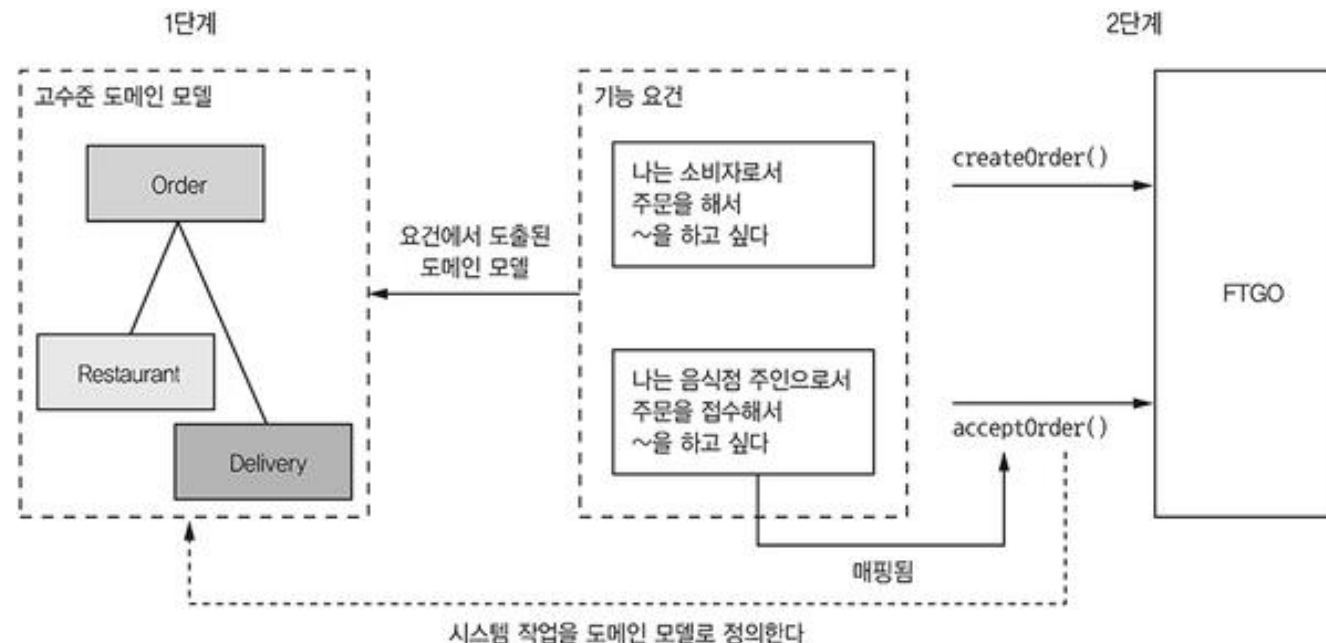 1단계
2단계
고수준 도메인 모델
Order
Restaurant
Delivery
요건에서 도출된
도메인 모델
기능 요건
나는 소비자로서
주문을 해서
~을 하고 싶다
나는 음식점 주인으로서
주문을 접수해서
~을 하고 싶다
createOrder()
acceptOrder()
FTGO
매핑됨
시스템 작업을 도메인 모델로 정의한다